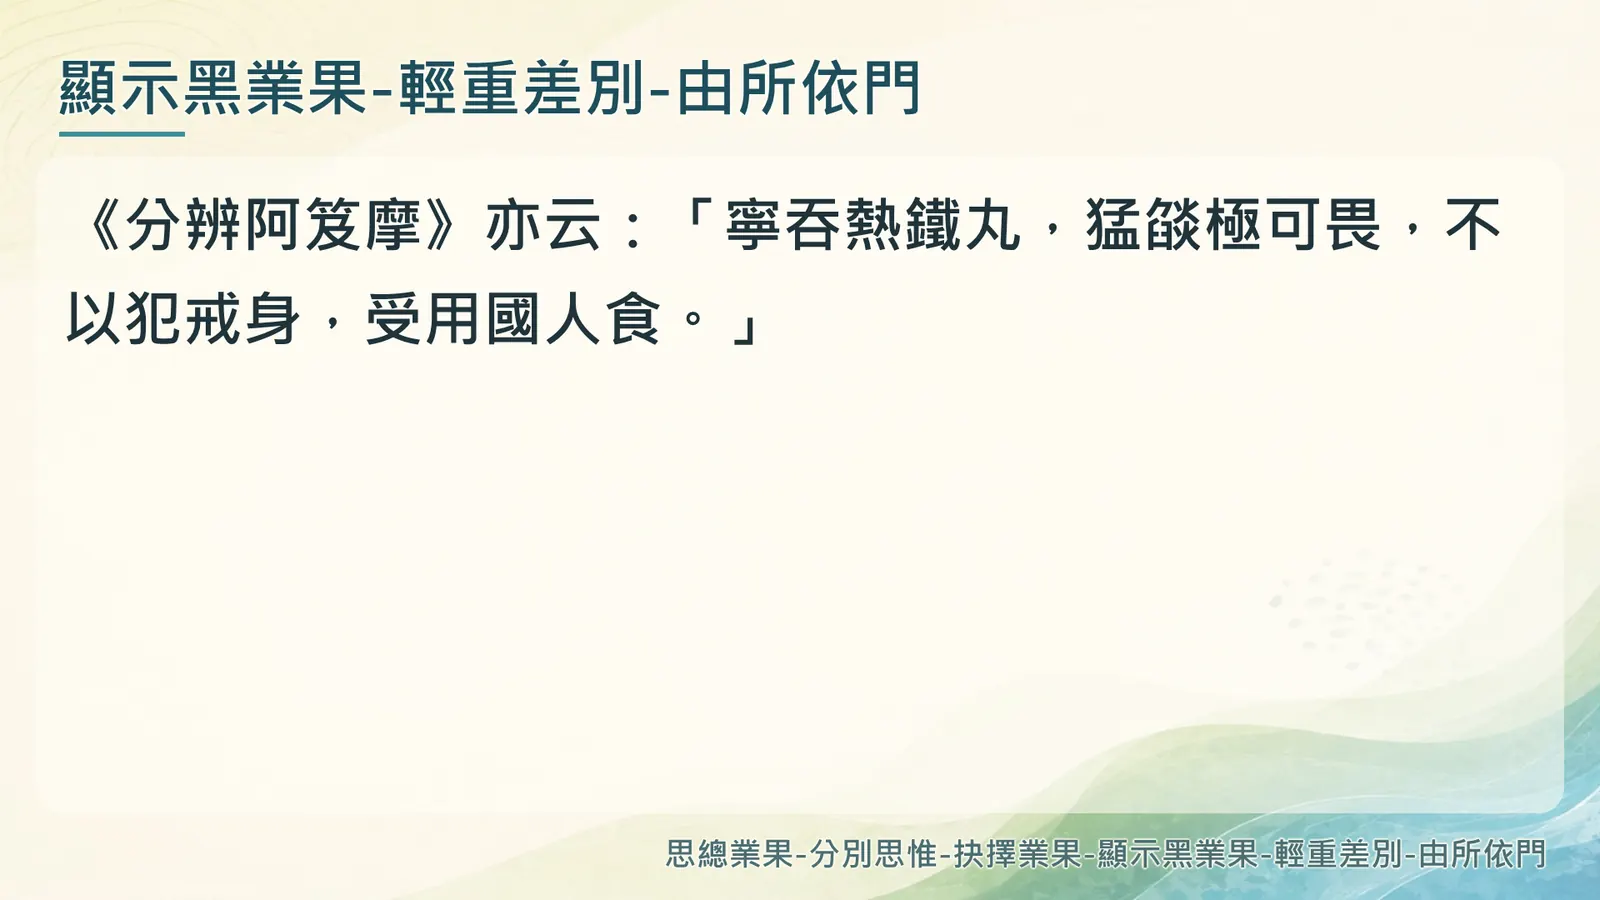 顯示黑業果-輕重差別-由所依門
《分辨阿笈摩》亦云：「寧吞熱鐵丸，猛燄極可畏，不
以犯戒身，受用國人食。」
思總業果-分別思惟-抉擇業果-顯示黑業果-輕重差別-由所依門